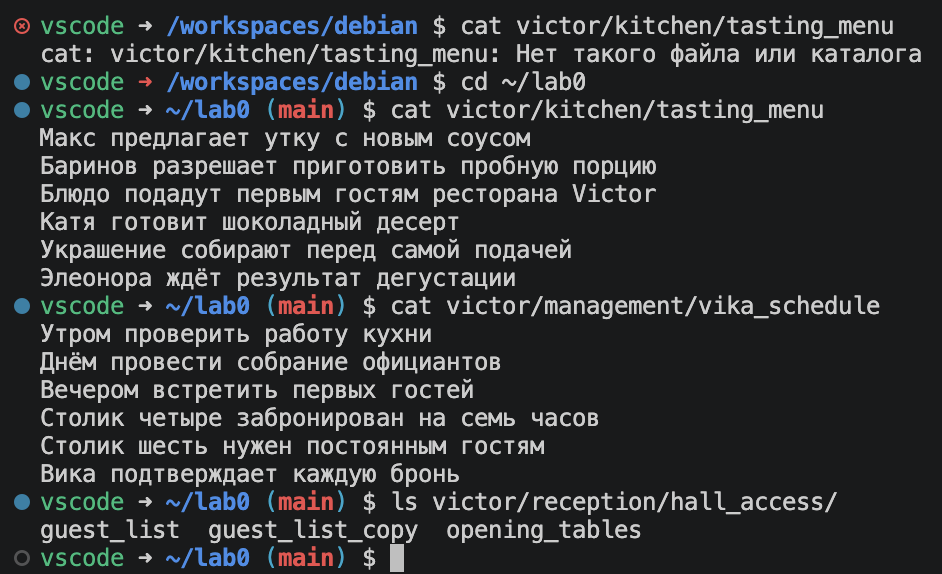 vscode → /workspaces/debian $ cat victor/kitchen/tasting_menu
cat: victor/kitchen/tasting_menu: Нет такого файла или каталога
vscode → /workspaces/debian $ cd ~/lab0
vscode → ~/lab0 (main) $ cat victor/kitchen/tasting_menu
Макс предлагает утку с новым соусом
Баринов разрешает приготовить пробную порцию
Блюдо подадут первым гостям ресторана Victor
Катя готовит шоколадный десерт
Украшение собирают перед самой подачей
Элеонора ждёт результат дегустации
vscode → ~/lab0 (main) $ cat victor/management/vika_schedule
Утром проверить работу кухни
Днём провести собрание официантов
Вечером встретить первых гостей
Столик четыре забронирован на семь часов
Столик шесть нужен постоянным гостям
Вика подтверждает каждую бронь
vscode → ~/lab0 (main) $ ls victor/reception/hall_access/
guest_list  guest_list_copy  opening_tables
vscode → ~/lab0 (main) $